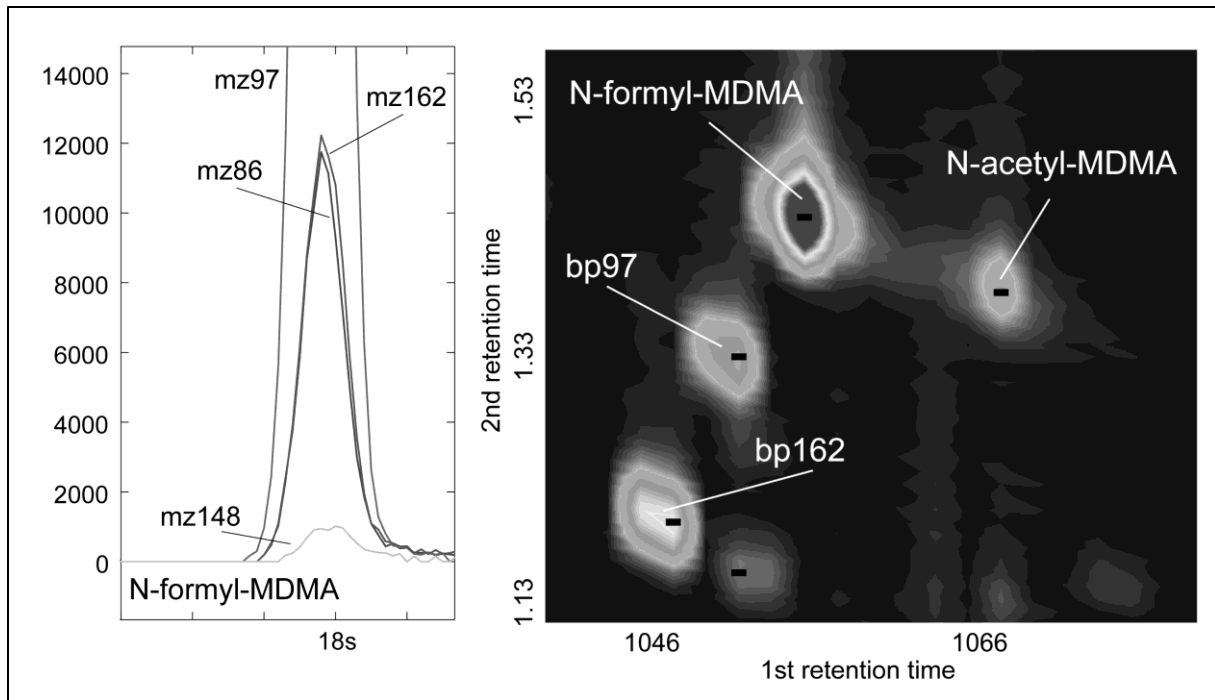 14000
12000
10000
8000
6000
4000
2000
0
mz97
mz162
mz86
mz148
N-formyl-MDMA
18s
2nd retention time
1.53
1.33
1.13
N-formyl-MDMA
N-acetyl-MDMA
bp97
bp162
1046
1066
1st retention time